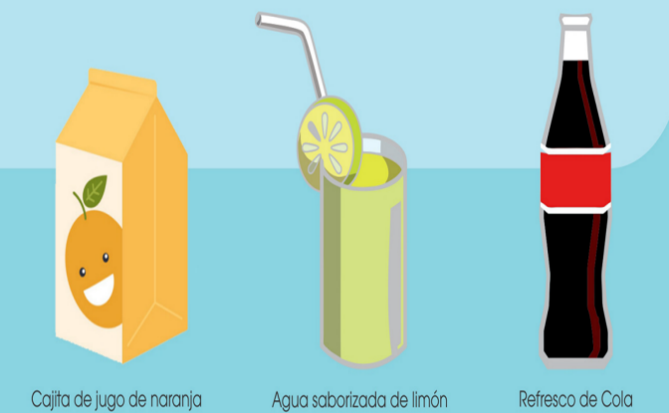 Cajita de jugo de naranja
Agua saborizada de limón
Refresco de Cola